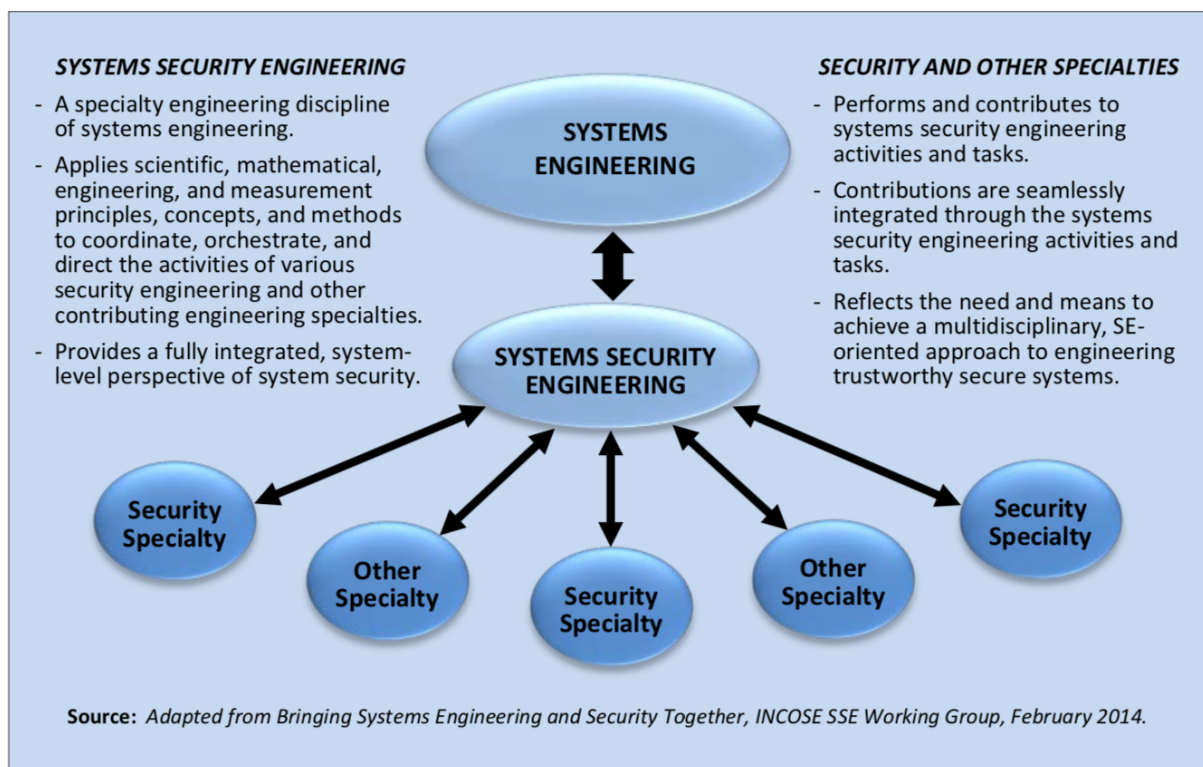 SYSTEMS SECURITY ENGINEERING
- A specialty engineering discipline
of systems engineering.
- Applies scientific, mathematical,
engineering, and measurement
principles, concepts, and methods
to coordinate, orchestrate, and
direct the activities of various
security engineering and other
contributing engineering specialties.
- Provides a fully integrated, system-
level perspective of system security.
SYSTEMS
ENGINEERING
SECURITY AND OTHER SPECIALTIES
- Performs and contributes to
systems security engineering
activities and tasks.
- Contributions are seamlessly
integrated through the systems
security engineering activities and
tasks.
- Reflects the need and means to
achieve a multidisciplinary, SE-
oriented approach to engineering
trustworthy secure systems.
SYSTEMS SECURITY
ENGINEERING
Security
Specialty
Other
Specialty
Security
Specialty
Other
Specialty
Security
Specialty
Source: Adapted from Bringing Systems Engineering and Security Together, INCOSE SSE Working Group, February 2014.